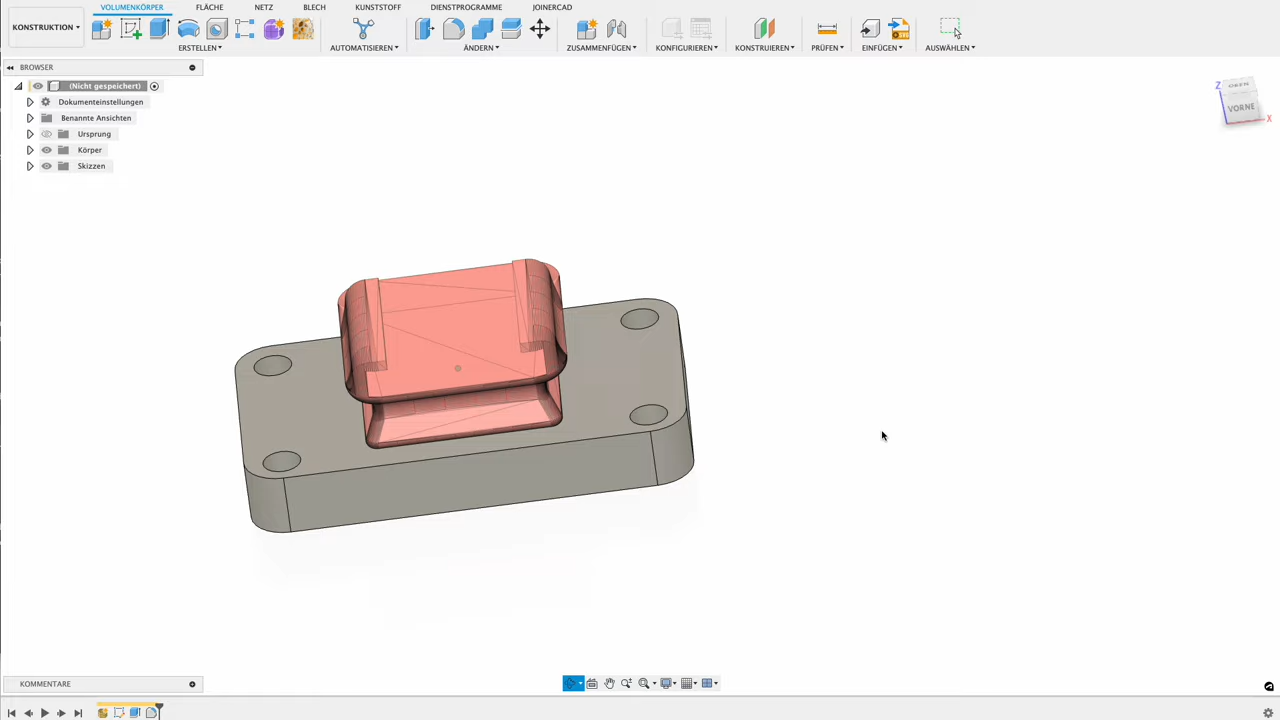 VOLUMENKÖRPER FLÄCHE NETZ BLECH KUNSTSTOFF DIENSTPROGRAMME JOINERCAD
KONSTRUKTION
ERSTELLEN AUTOMATISIEREN ÄNDERN ZUSAMMENFÜGEN KONFIGURIEREN KONSTRUIEREN PRÜFEN EINFÜGEN AUSWÄHLEN
BROWSER
(Nicht gespeichert)
Dokumenteinstellungen
Benannte Ansichten
Ursprung
Körper
Skizzen
Z
OBEN
VORNE
X
KOMMENTARE